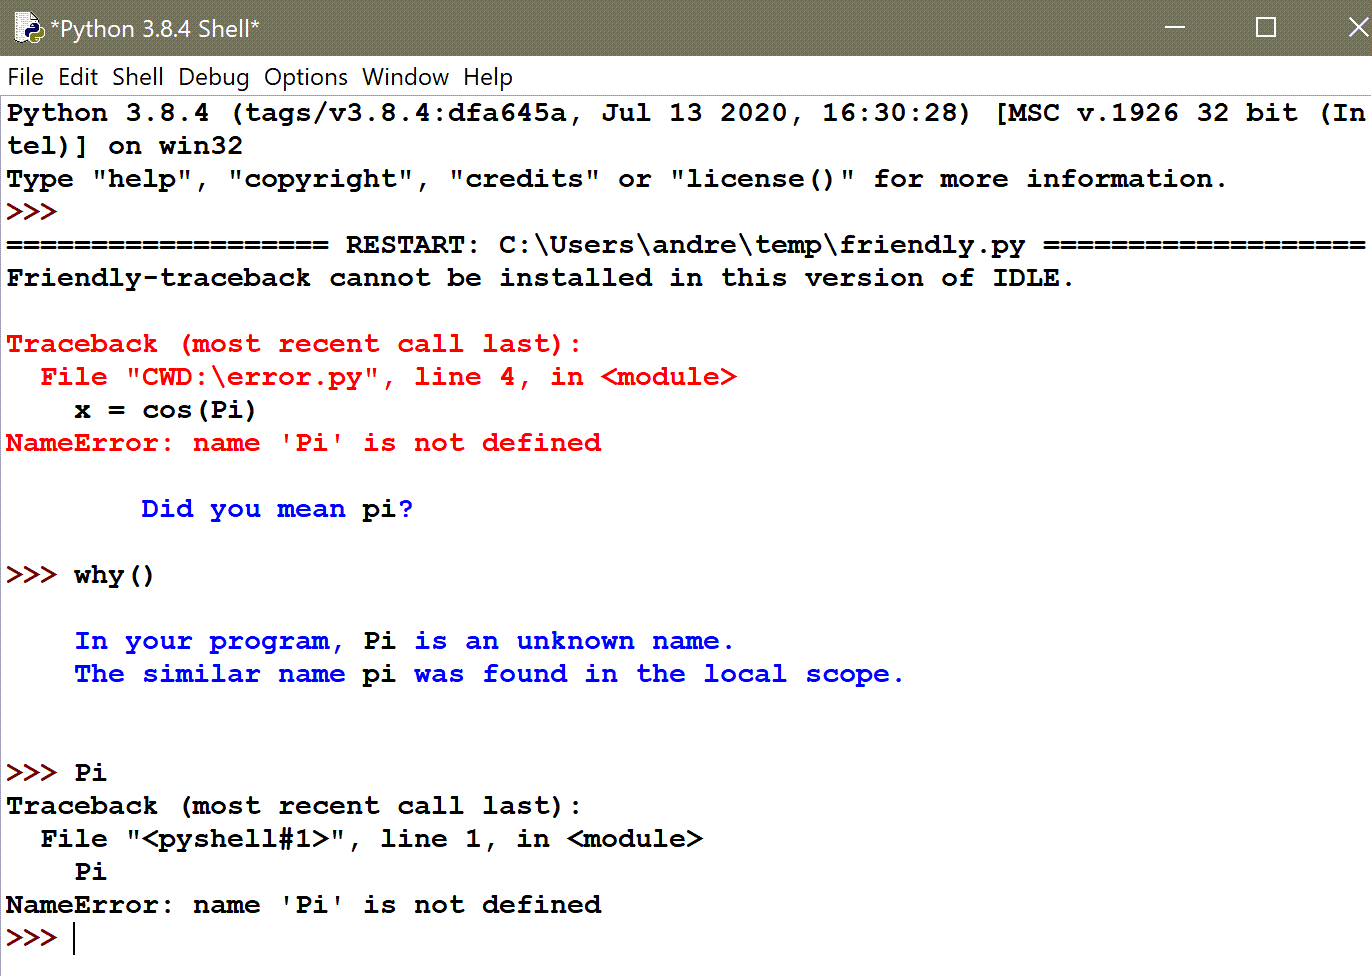 *Python 3.8.4 Shell*
File Edit Shell Debug Options Window Help
Python 3.8.4 (tags/v3.8.4:dfa645a, Jul 13 2020, 16:30:28) [MSC v.1926 32 bit (In
tel)] on win32
Type "help", "copyright", "credits" or "license()" for more information.
>>>
=================== RESTART: C:\Users\andre\temp\friendly.py ===================
Friendly-traceback cannot be installed in this version of IDLE.
Traceback (most recent call last):
  File "CWD:\error.py", line 4, in <module>
    x = cos(Pi)
NameError: name 'Pi' is not defined
        Did you mean pi?
>>> why()
    In your program, Pi is an unknown name.
    The similar name pi was found in the local scope.
>>> Pi
Traceback (most recent call last):
  File "<pyshell#1>", line 1, in <module>
    Pi
NameError: name 'Pi' is not defined
>>>